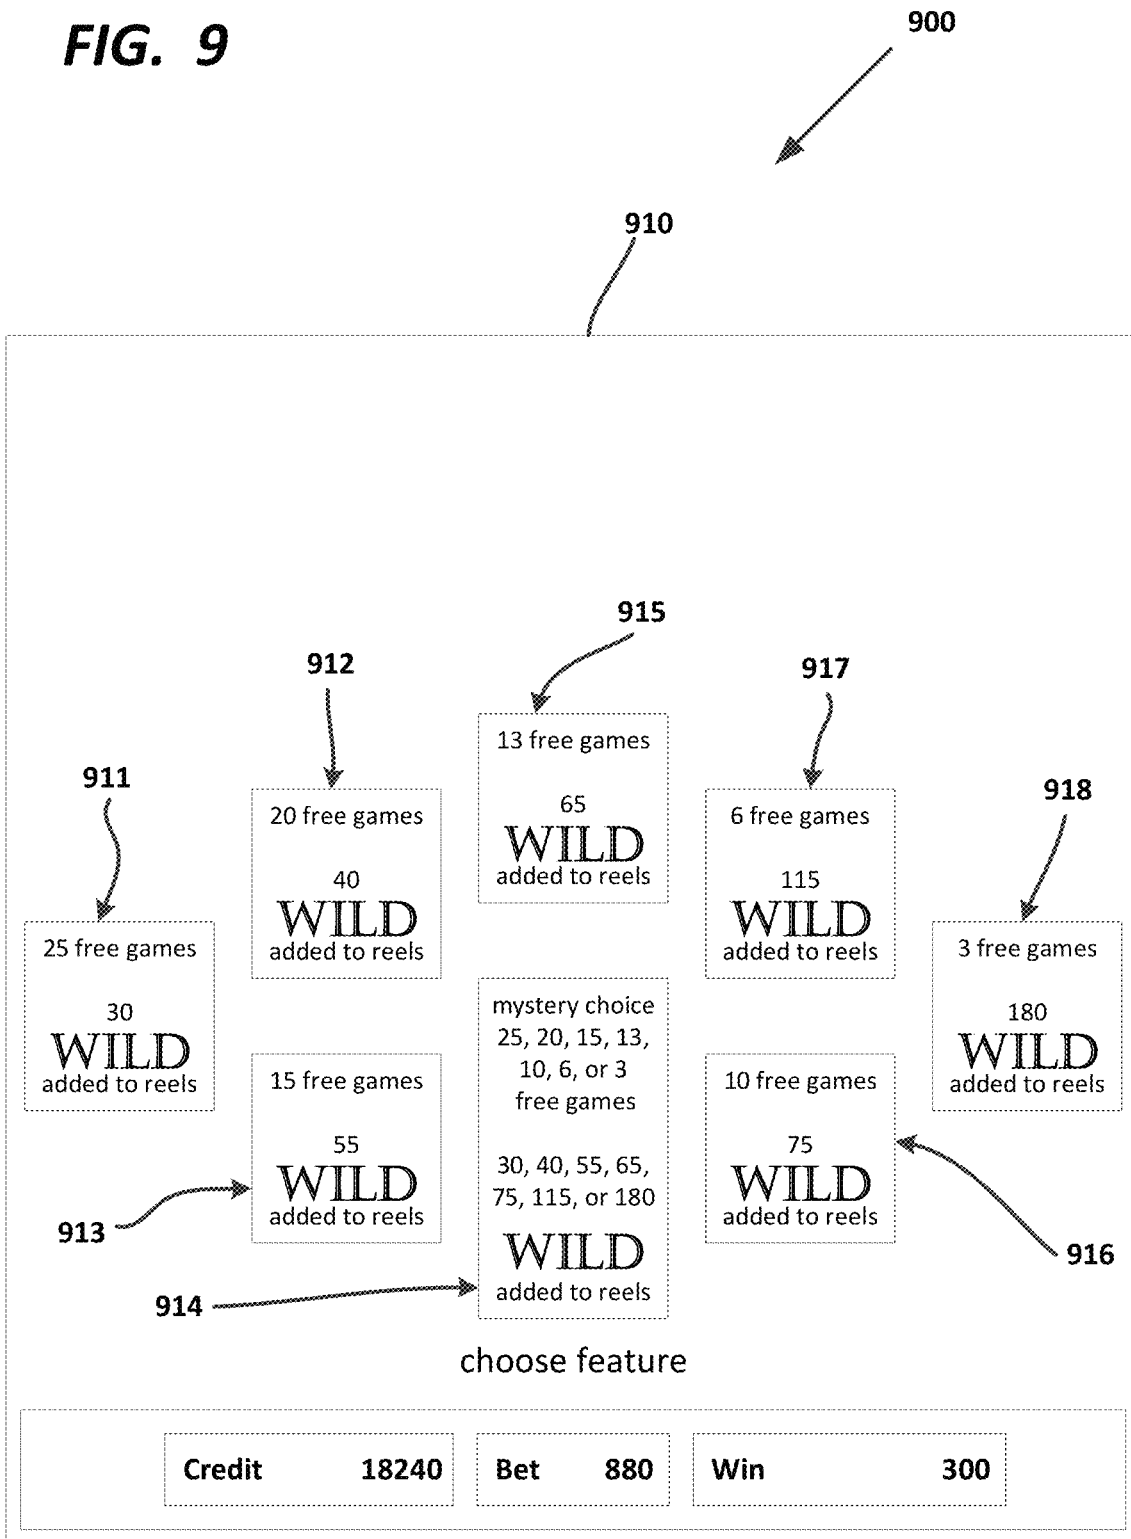 FIG. 9
900
910
915
912
917
911
918
13 free games
65
WILD
added to reels
20 free games
40
WILD
added to reels
6 free games
115
WILD
added to reels
25 free games
30
WILD
added to reels
3 free games
180
WILD
added to reels
mystery choice
25, 20, 15, 13,
10, 6, or 3
free games
30, 40, 55, 65,
75, 115, or 180
WILD
added to reels
15 free games
55
WILD
added to reels
10 free games
75
WILD
added to reels
913
916
914
choose feature
Credit 18240
Bet 880
Win 300